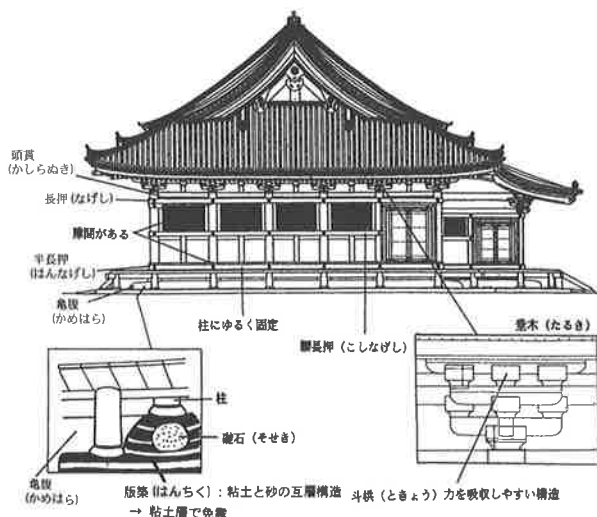 頭貫
(かしらぬき)
長押 (なげし)
隙間がある
半長押
(はんなげし)
亀腹
(かめはら)
柱にゆるく固定
腰長押 (こしなげし)
垂木 (たるき)
柱
礎石 (そせき)
亀腹
(かめはら)
版築 (はんちく) : 粘土と砂の互層構造
→ 粘土層で免震
斗栱 (ときょう) 力を吸収しやすい構造